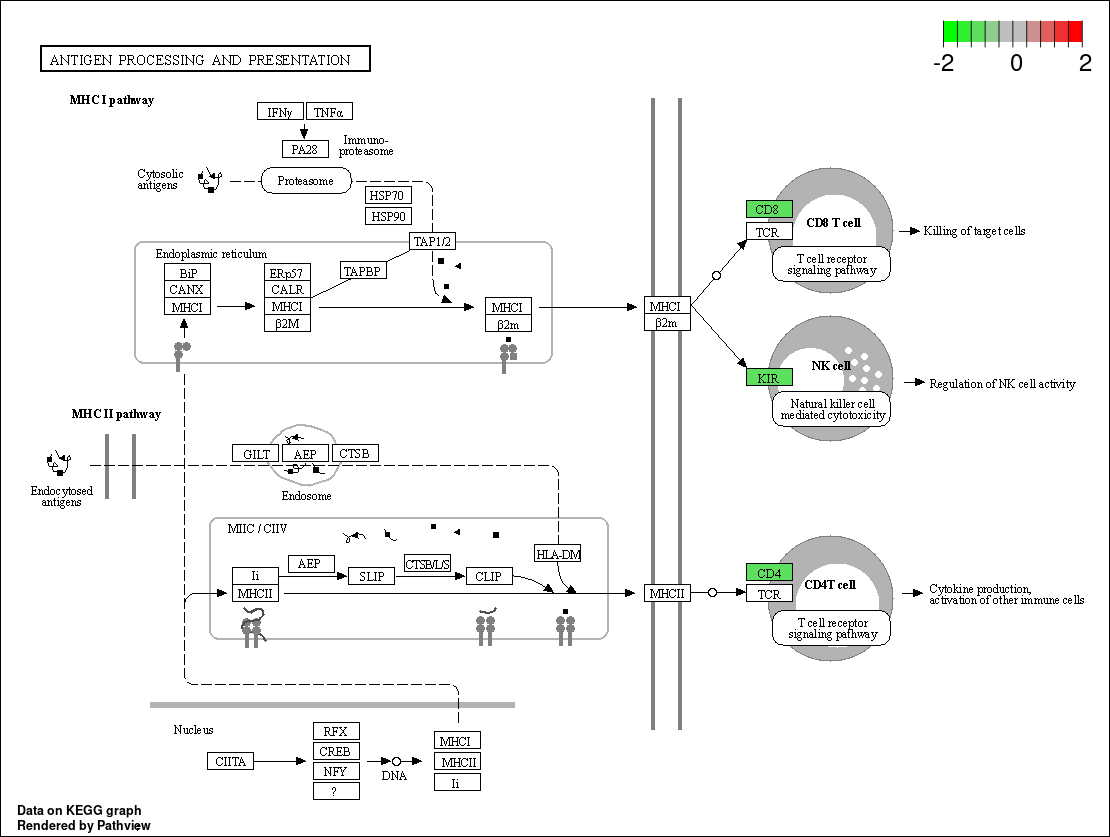 -2 0 2
ANTIGEN PROCESSING AND PRESENTATION
MHC I pathway
IFNγ TNFα
PA28
Immuno-
proteasome
Cytosolic
antigens
Proteasome
HSP70
HSP90
TAP1/2
Endoplasmic reticulum
BiP
CANX
MHCI
ERp57
CALR
MHCI
β2M
TAPBP
MHCI
β2m
MHCI
β2m
CD8
TCR
CD8 T cell
T cell receptor
signaling pathway
Killing of target cells
KIR
NK cell
Natural killer cell
mediated cytotoxicity
Regulation of NK cell activity
MHC II pathway
Endocytosed
antigens
GILT AEP CTSB
Endosome
MIIC / CIIV
Ii
MHCII
AEP
SLIP
CTSB/L/S
CLIP
HLA-DM
MHCII
CD4
TCR
CD4T cell
T cell receptor
signaling pathway
Cytokine production,
activation of other immune cells
Nucleus
CIITA
RFX
CREB
NFY
?
DNA
MHCI
MHCII
Ii
Data on KEGG graph
Rendered by Pathview